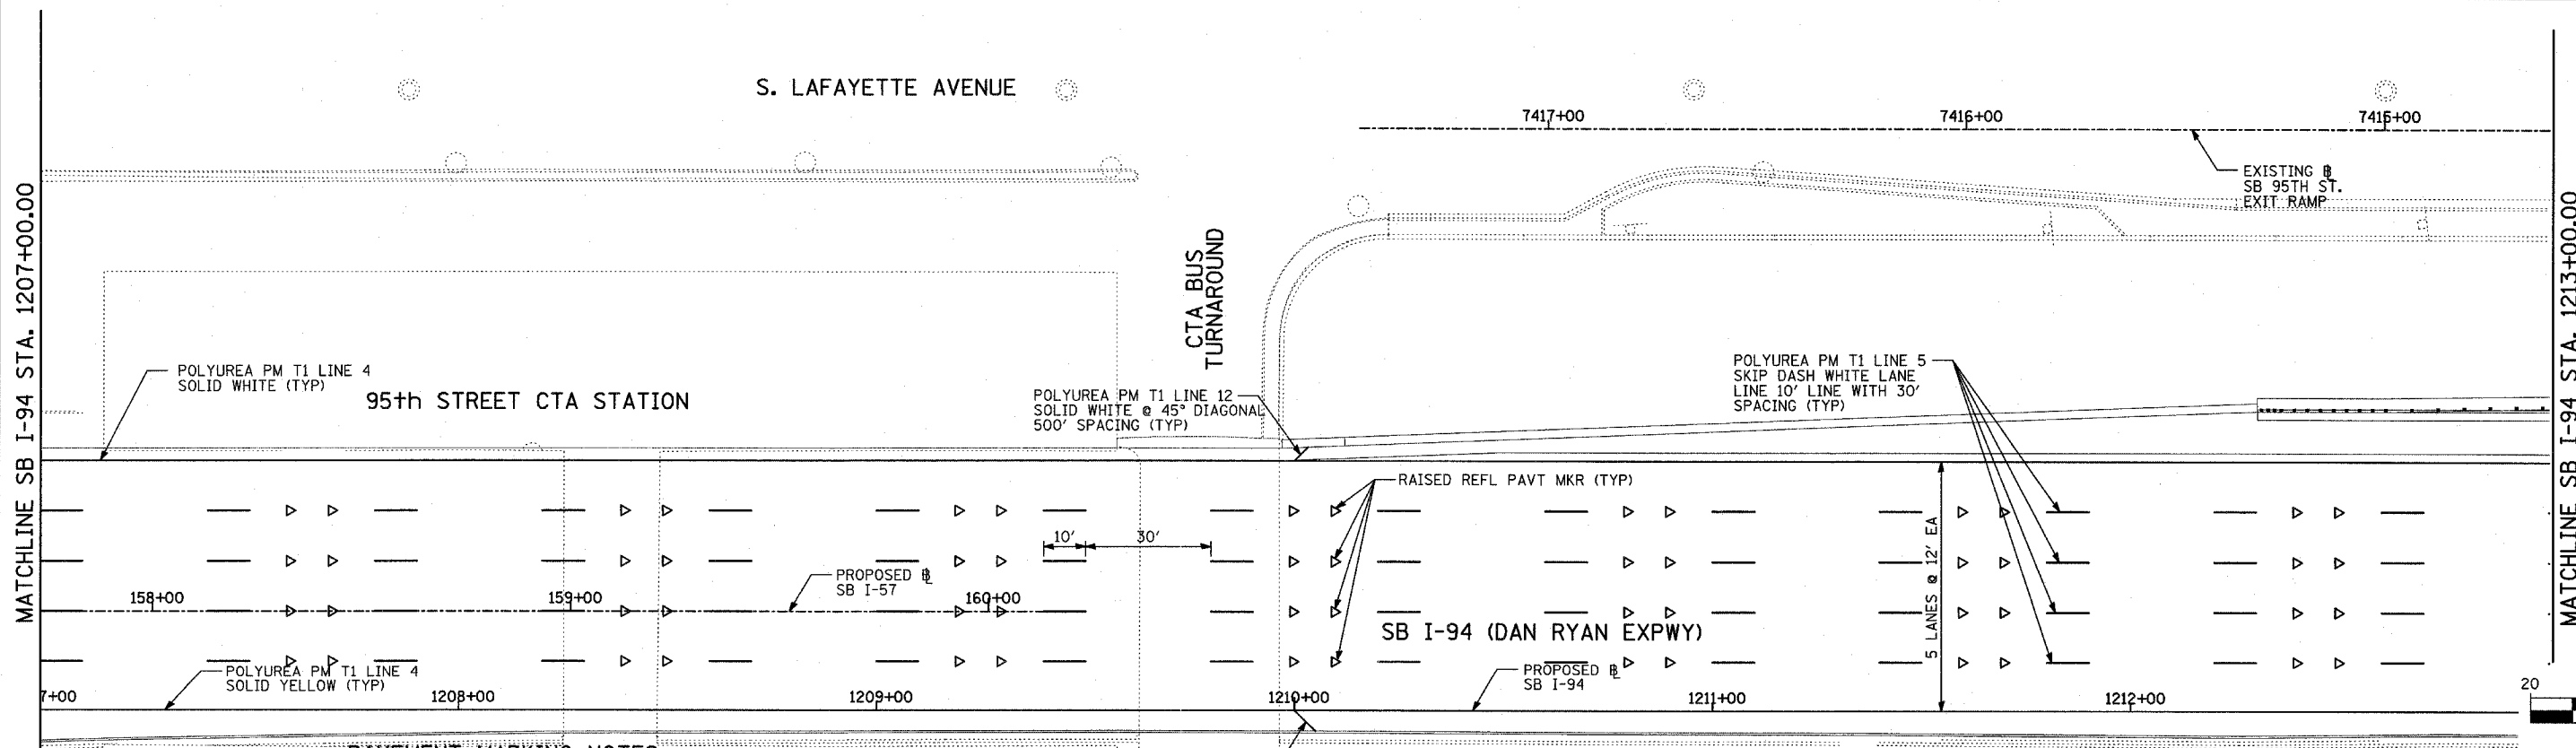 S. LAFAYETTE AVENUE
7417+00
7416+00
7415+00
EXISTING ℄
SB 95TH ST.
EXIT RAMP
MATCHLINE SB I-94 STA. 1207+00.00
MATCHLINE SB I-94 STA. 1213+00.00
CTA BUS
TURNAROUND
POLYUREA PM T1 LINE 4
SOLID WHITE (TYP)
95th STREET CTA STATION
POLYUREA PM T1 LINE 12
SOLID WHITE @ 45° DIAGONAL
500' SPACING (TYP)
POLYUREA PM T1 LINE 5
SKIP DASH WHITE LANE
LINE 10' LINE WITH 30'
SPACING (TYP)
RAISED REFL PAVT MKR (TYP)
10'
30'
5 LANES @ 12' EA
PROPOSED ℄
SB I-57
158+00
159+00
160+00
SB I-94 (DAN RYAN EXPWY)
POLYUREA PM T1 LINE 4
SOLID YELLOW (TYP)
PROPOSED ℄
SB I-94
7+00
1208+00
1209+00
1210+00
1211+00
1212+00
20
PAVEMENT MARKING NOTES